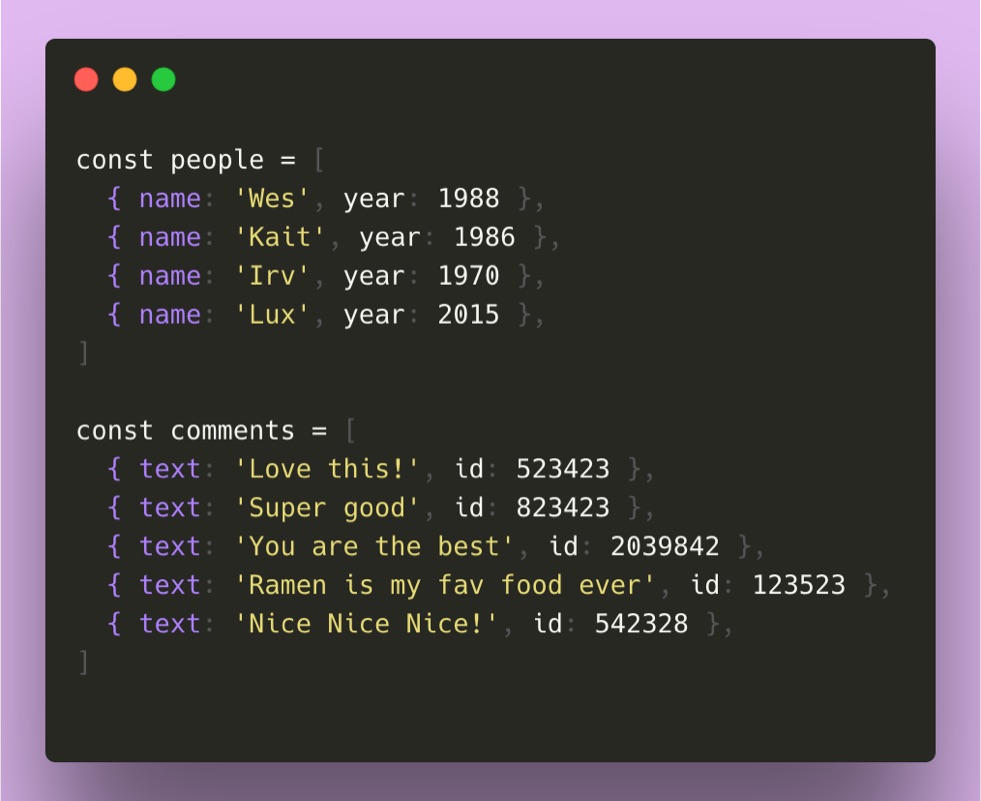 const people = [
  { name: 'Wes', year: 1988 },
  { name: 'Kait', year: 1986 },
  { name: 'Irv', year: 1970 },
  { name: 'Lux', year: 2015 },
]

const comments = [
  { text: 'Love this!', id: 523423 },
  { text: 'Super good', id: 823423 },
  { text: 'You are the best', id: 2039842 },
  { text: 'Ramen is my fav food ever', id: 123523 },
  { text: 'Nice Nice Nice!', id: 542328 },
]